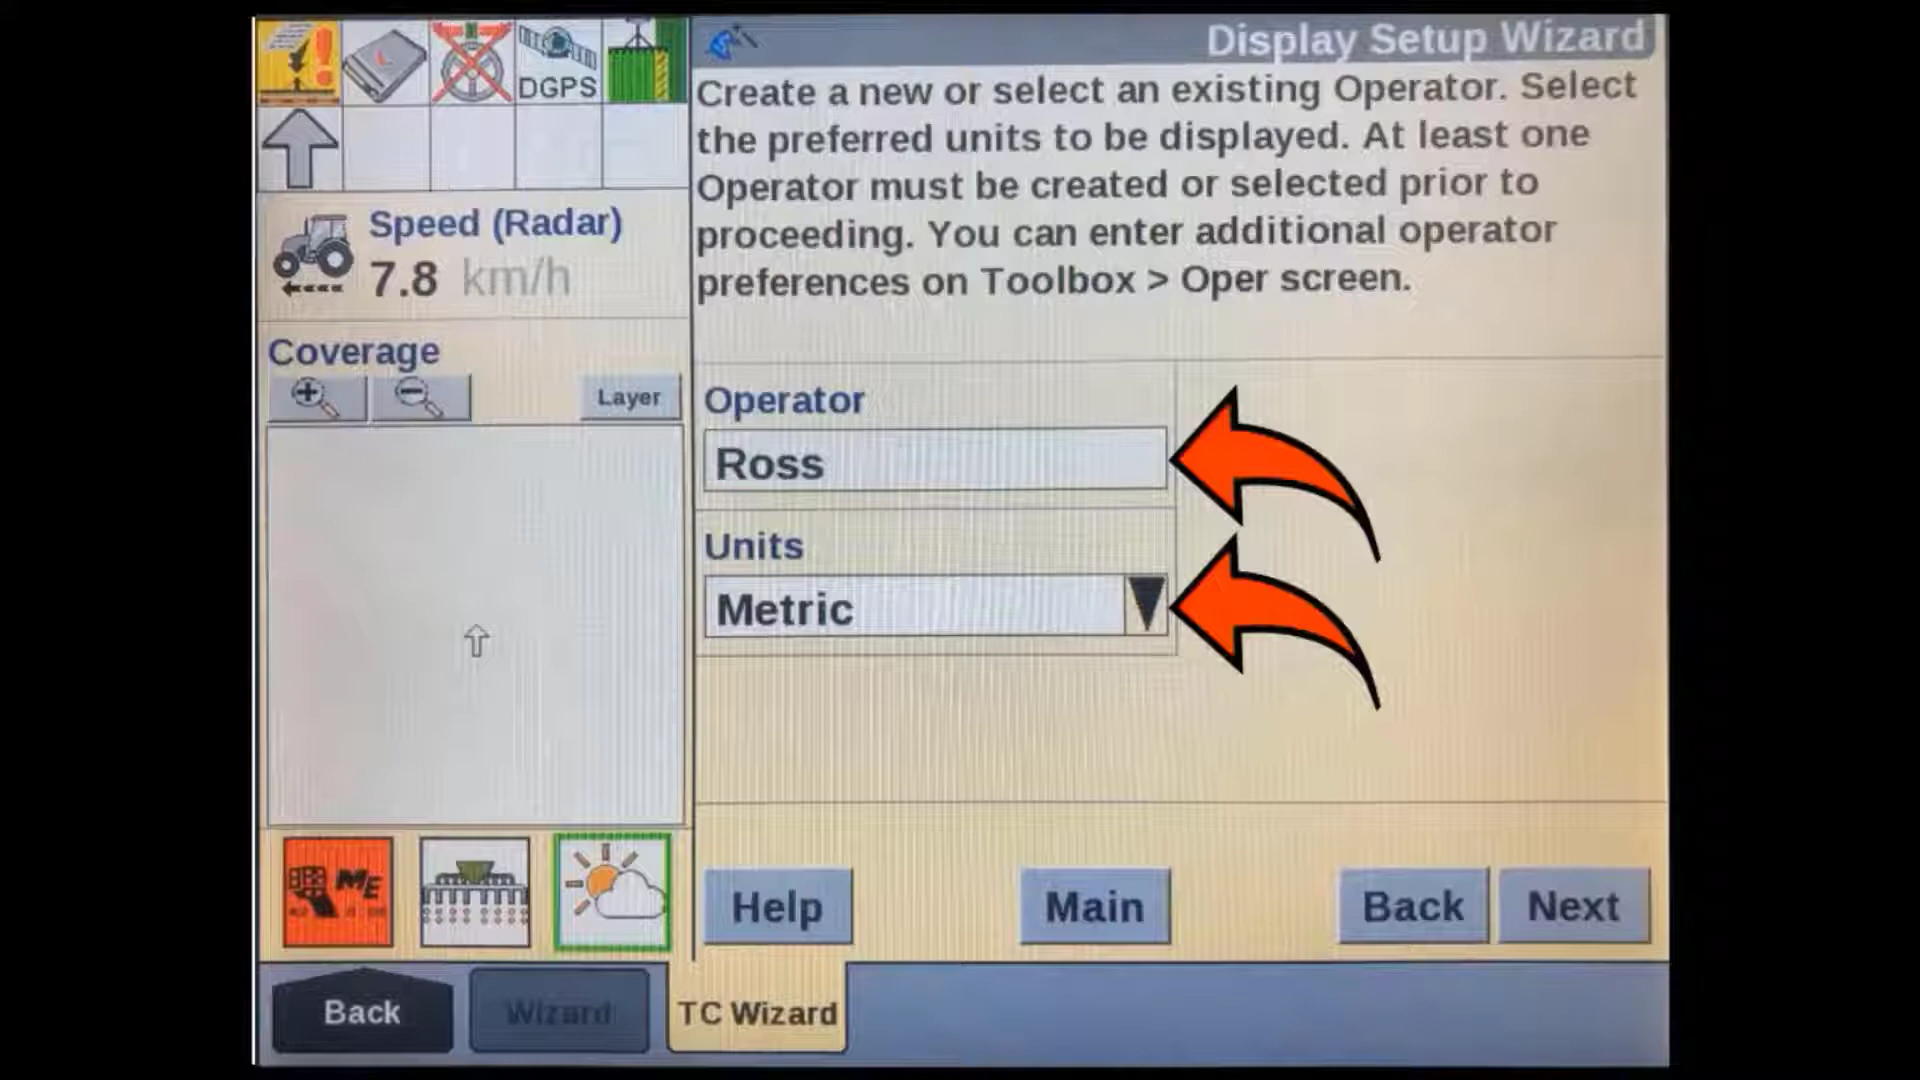 DGPS
Speed (Radar)
7.8 km/h
Coverage
Layer
ME
Back
Wizard
TC Wizard
Display Setup Wizard
Create a new or select an existing Operator. Select
the preferred units to be displayed. At least one
Operator must be created or selected prior to
proceeding. You can enter additional operator
preferences on Toolbox > Oper screen.
Operator
Ross
Units
Metric
Help
Main
Back
Next